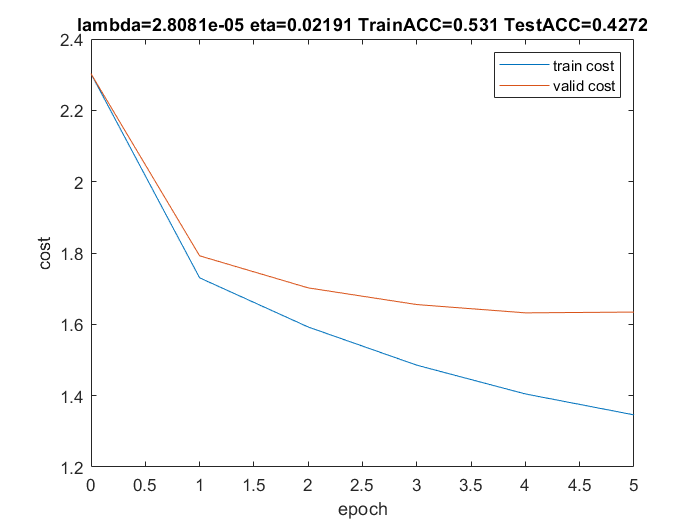 lambda=2.8081e-05 eta=0.02191 TrainACC=0.531 TestACC=0.4272
train cost
valid cost
2.4
2.2
2
1.8
1.6
1.4
1.2
cost
0 0.5 1 1.5 2 2.5 3 3.5 4 4.5 5
epoch